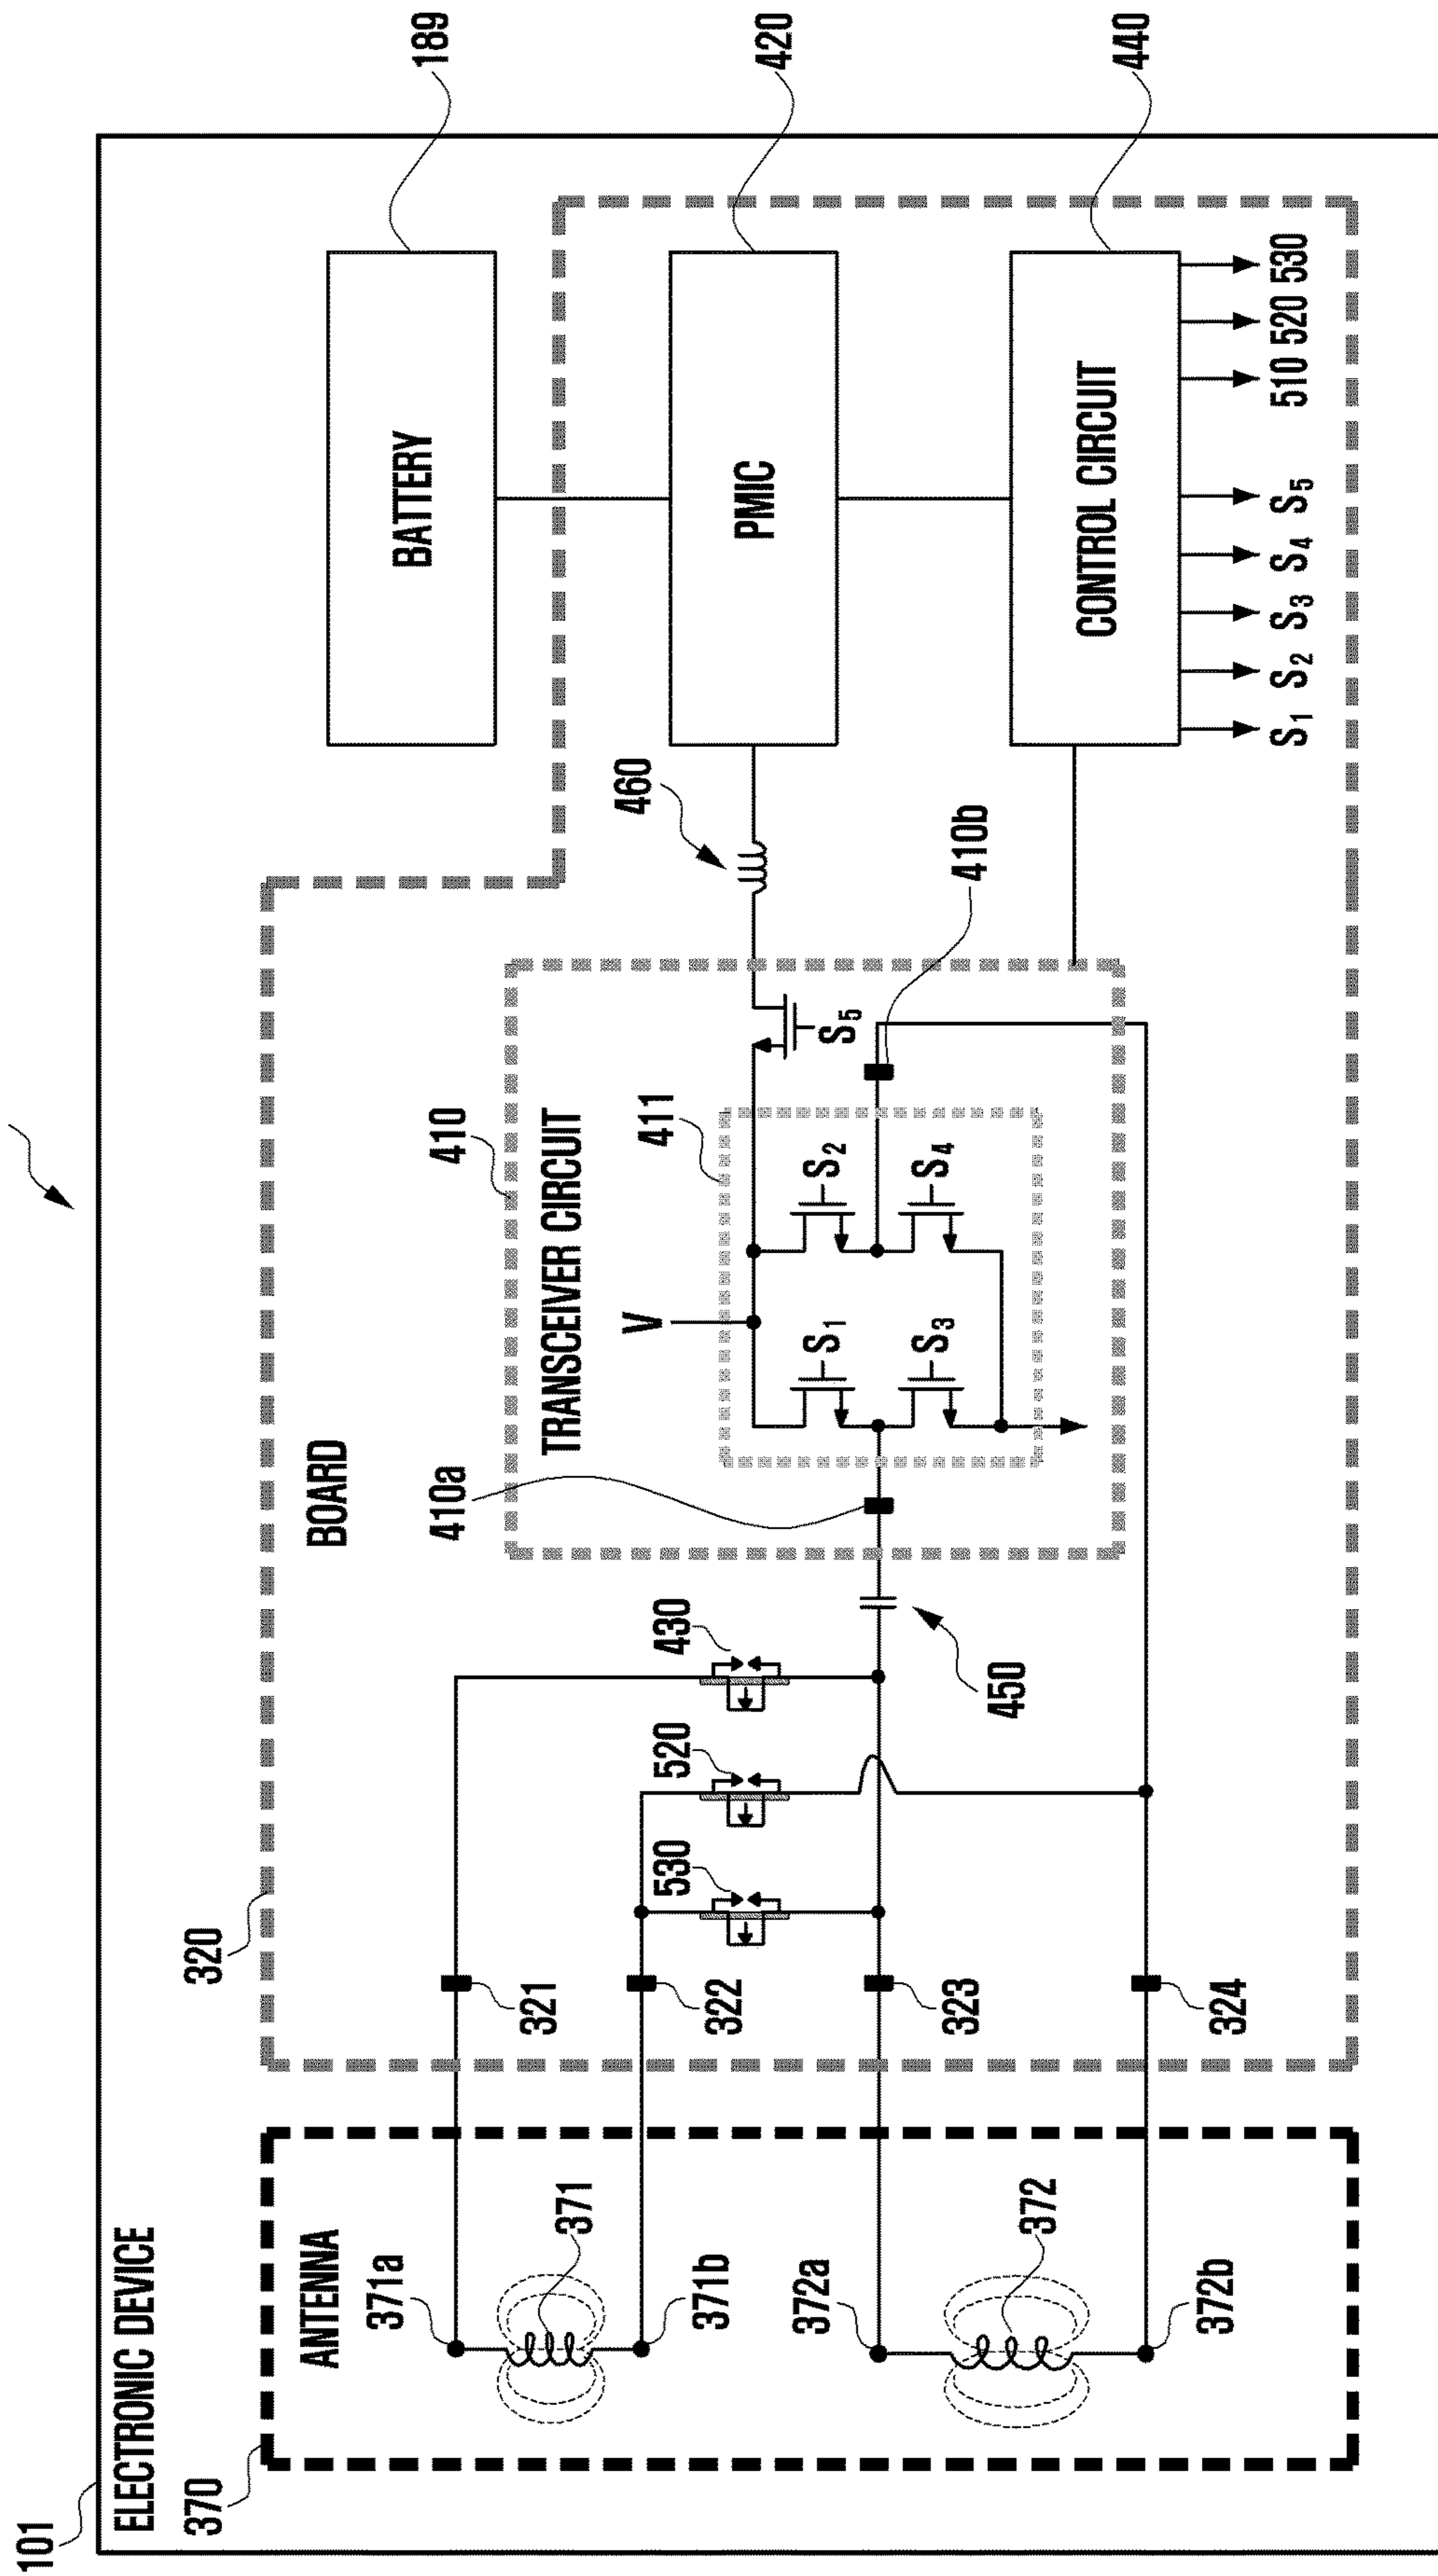 101
ELECTRONIC DEVICE
370
ANTENNA
371a
371
371b
372a
372
372b
320
BOARD
321
322
323
324
530
520
430
450
410a
410
TRANSCEIVER CIRCUIT
V
411
S1
S2
S3
S4
S5
410b
460
BATTERY
189
PMIC
420
CONTROL CIRCUIT
440
S1 S2 S3 S4 S5 510 520 530